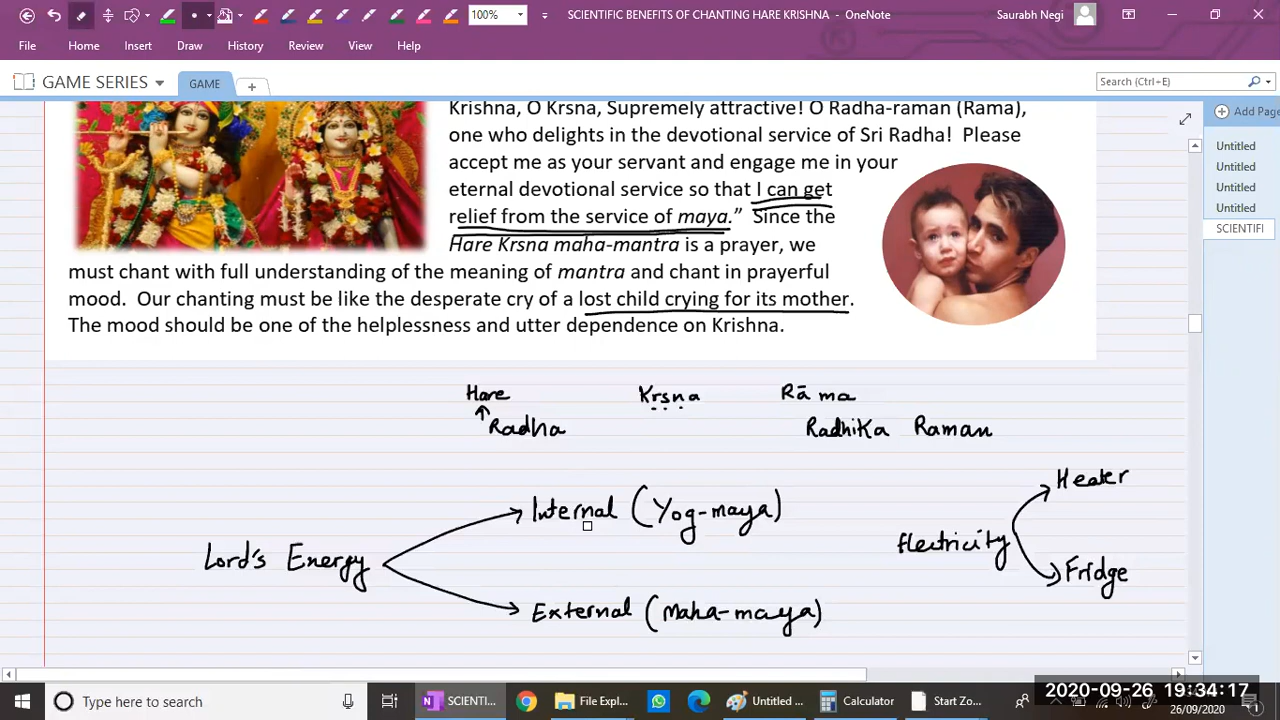 100%
SCIENTIFIC BENEFITS OF CHANTING HARE KRISHNA - OneNote
Saurabh Negi
File Home Insert Draw History Review View Help
GAME SERIES GAME
Search (Ctrl+E)
Add Page
Krishna, O Krsna, Supremely attractive! O Radha-raman (Rama),
one who delights in the devotional service of Sri Radha! Please
accept me as your servant and engage me in your
eternal devotional service so that I can get
relief from the service of maya.” Since the
Hare Krsna maha-mantra is a prayer, we
must chant with full understanding of the meaning of mantra and chant in prayerful
mood. Our chanting must be like the desperate cry of a lost child crying for its mother.
The mood should be one of the helplessness and utter dependence on Krishna.
Untitled
Untitled
Untitled
Untitled
SCIENTIFI
Hare Kṛṣṇa Rāma
Radha Radhika Raman
Heater
Internal (Yog-maya)
Electricity
Lord's Energy
Fridge
External (Maha-maya)
Type here to search
SCIENTI...
File Expl...
Untitled ...
Calculator
Start Zo...
2020-09-26 19:34:17
26/09/2020